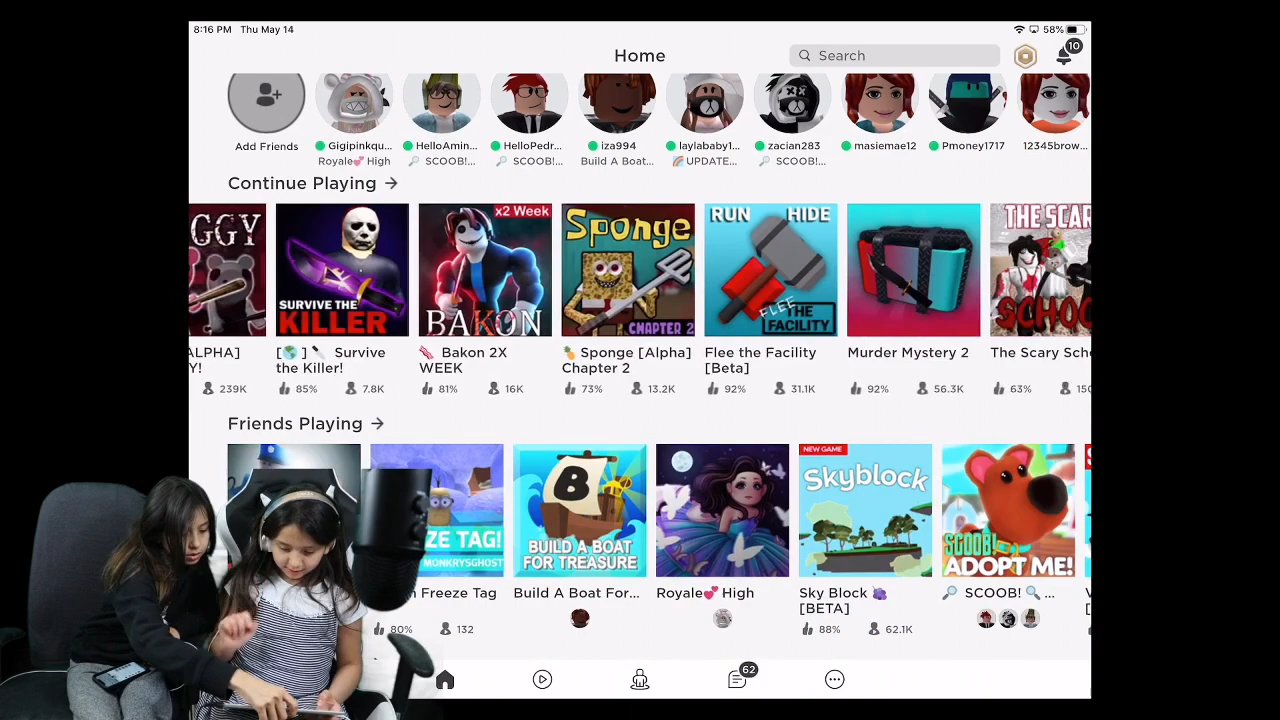 8:16 PM Thu May 14
58%
Home
Search
10
Add Friends
Gigipinkqu...
HelloAmin...
HelloPedr...
iza994
laylababy1...
zacian283
masiemae12
Pmoney1717
12345brow...
Royale💕 High
🔎 SCOOB!...
🔎 SCOOB!...
Build A Boat...
🌈 UPDATE...
🔎 SCOOB!...
Continue Playing →
GGY
SURVIVE THE
KILLER
x2 Week
BAKON
Sponge
CHAPTER 2
RUN HIDE
FLEE THE
FACILITY
THE SCAR
SCHOO
ALPHA]
Y!
[🌎] 🔪 Survive
the Killer!
🥓 Bakon 2X
WEEK
🍍 Sponge [Alpha]
Chapter 2
Flee the Facility
[Beta]
Murder Mystery 2
The Scary Sch
239K
85% 7.8K
81% 16K
73% 13.2K
92% 31.1K
92% 56.3K
63% 150
Friends Playing →
ZE TAG!
MONKRYSGHOST
B
BUILD A BOAT
FOR TREASURE
NEW GAME
Skyblock
SCOOB!
ADOPT ME!
Freeze Tag
Build A Boat For...
Royale💕 High
Sky Block 🍇
[BETA]
🔎 SCOOB! 🔍 ...
80% 132
88% 62.1K
62